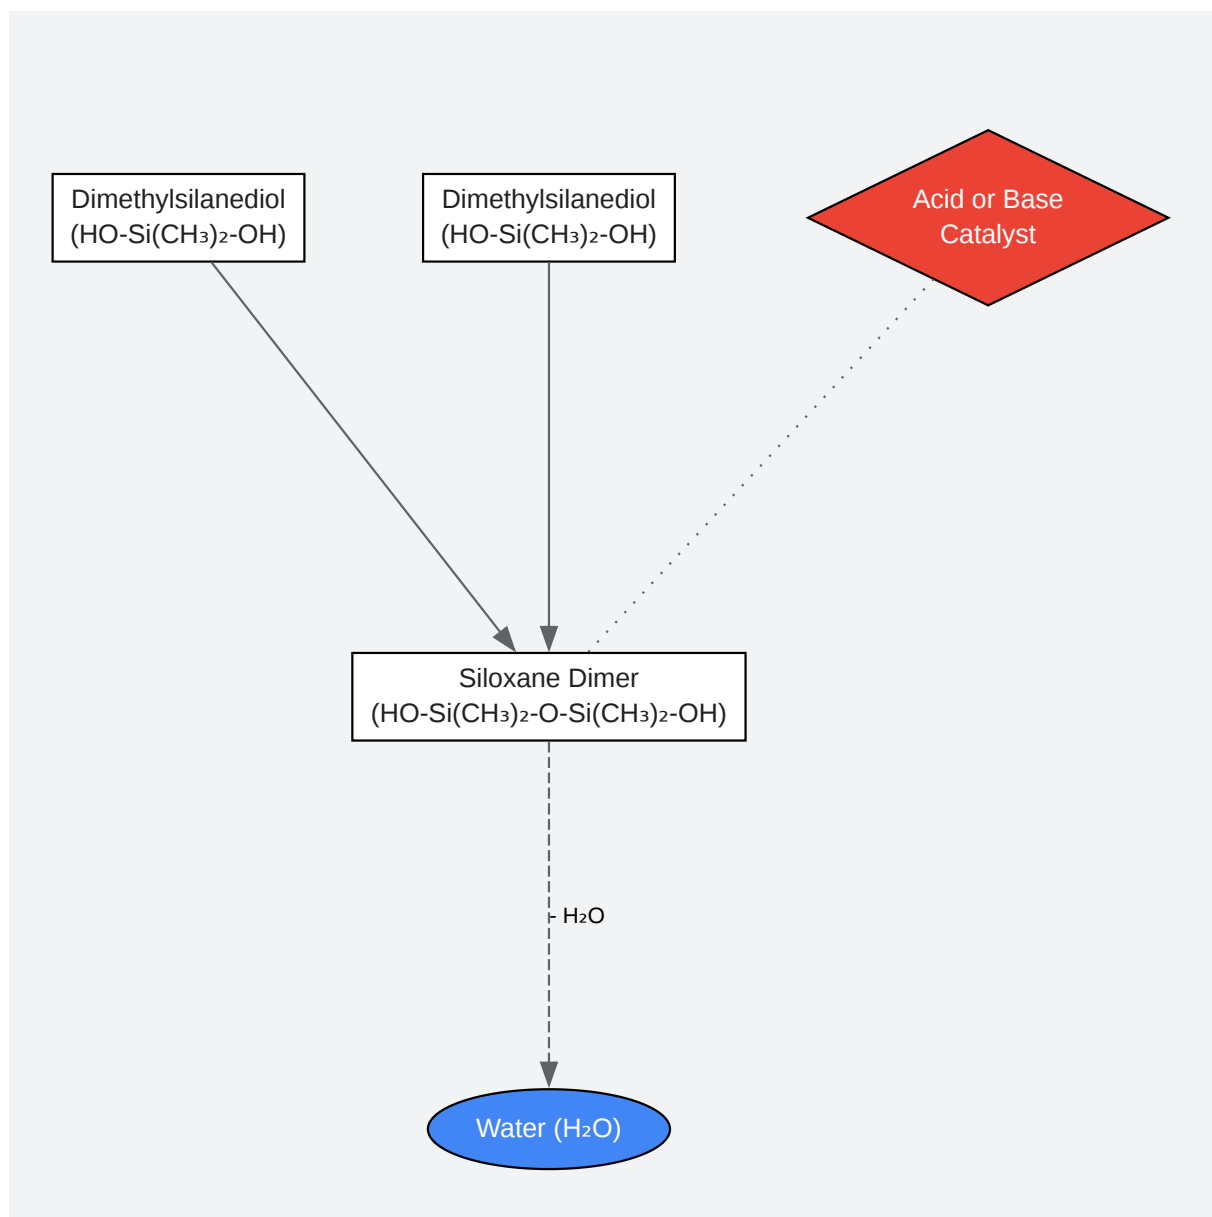 Dimethylsilanediol
(HO-Si(CH₃)₂-OH)
Dimethylsilanediol
(HO-Si(CH₃)₂-OH)
Acid or Base
Catalyst
Siloxane Dimer
(HO-Si(CH₃)₂-O-Si(CH₃)₂-OH)
- H₂O
Water (H₂O)